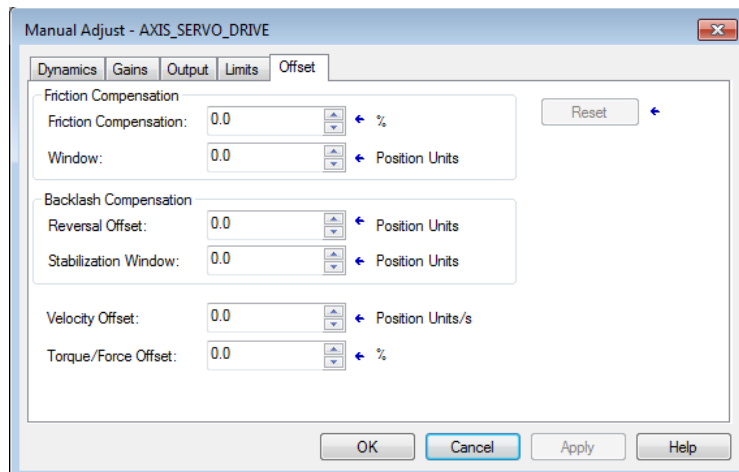 Manual Adjust - AXIS_SERVO_DRIVE
Dynamics Gains Output Limits Offset
Friction Compensation
Friction Compensation: 0.0 %
Reset
Window: 0.0 Position Units
Backlash Compensation
Reversal Offset: 0.0 Position Units
Stabilization Window: 0.0 Position Units
Velocity Offset: 0.0 Position Units/s
Torque/Force Offset: 0.0 %
OK Cancel Apply Help